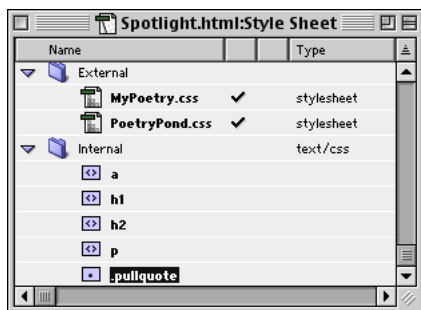 Spotlight.html:Style Sheet
Name Type
External
MyPoetry.css ✓ stylesheet
PoetryPond.css ✓ stylesheet
Internal text/css
a
h1
h2
p
.pullquote